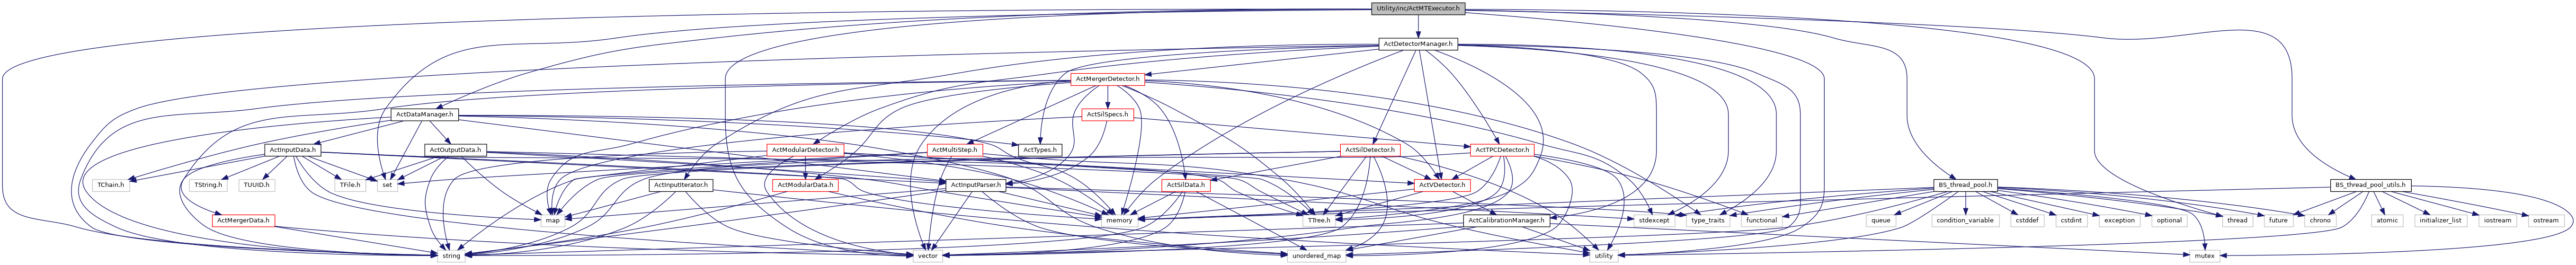 Utility/inc/ActMTExecutor.h
ActDetectorManager.h
ActMergerDetector.h
ActDataManager.h
ActSilSpecs.h
ActInputData.h
ActOutputData.h
ActModularDetector.h
ActMultiStep.h
ActTypes.h
ActSilDetector.h
ActTPCDetector.h
TChain.h
TString.h
TUUID.h
TFile.h
set
ActInputIterator.h
ActModularData.h
ActInputParser.h
ActSilData.h
ActVDetector.h
BS_thread_pool.h
BS_thread_pool_utils.h
ActMergerData.h
map
memory
TTree.h
ActCalibrationManager.h
stdexcept
type_traits
functional
queue
condition_variable
cstddef
cstdint
exception
optional
thread
future
chrono
atomic
initializer_list
iostream
ostream
string
vector
unordered_map
utility
mutex